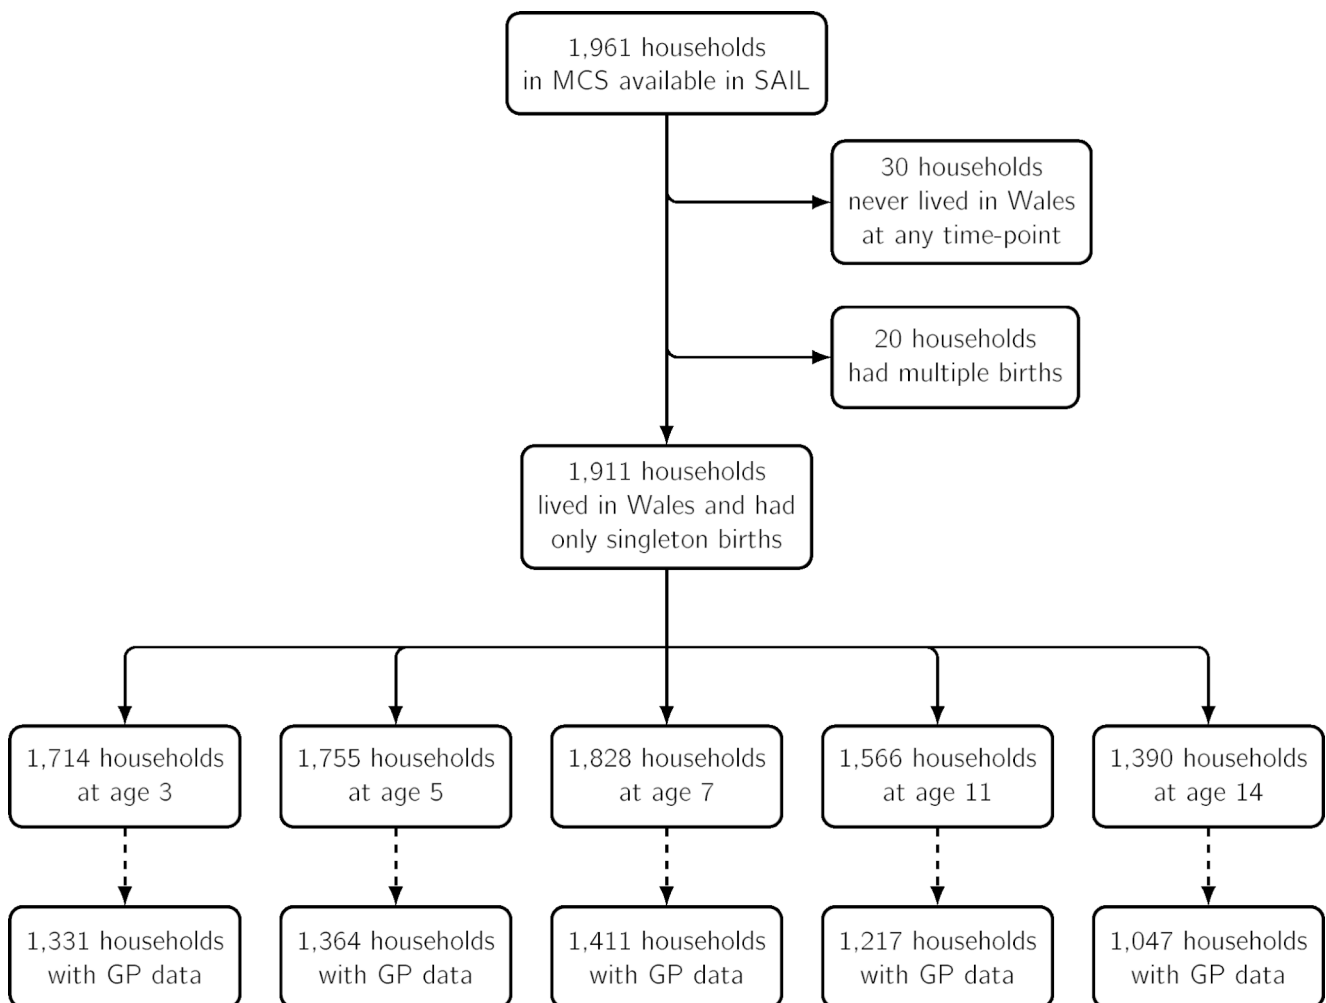 1,961 households
in MCS available in SAIL
30 households
never lived in Wales
at any time-point
20 households
had multiple births
1,911 households
lived in Wales and had
only singleton births
1,714 households
at age 3
1,755 households
at age 5
1,828 households
at age 7
1,566 households
at age 11
1,390 households
at age 14
1,331 households
with GP data
1,364 households
with GP data
1,411 households
with GP data
1,217 households
with GP data
1,047 households
with GP data